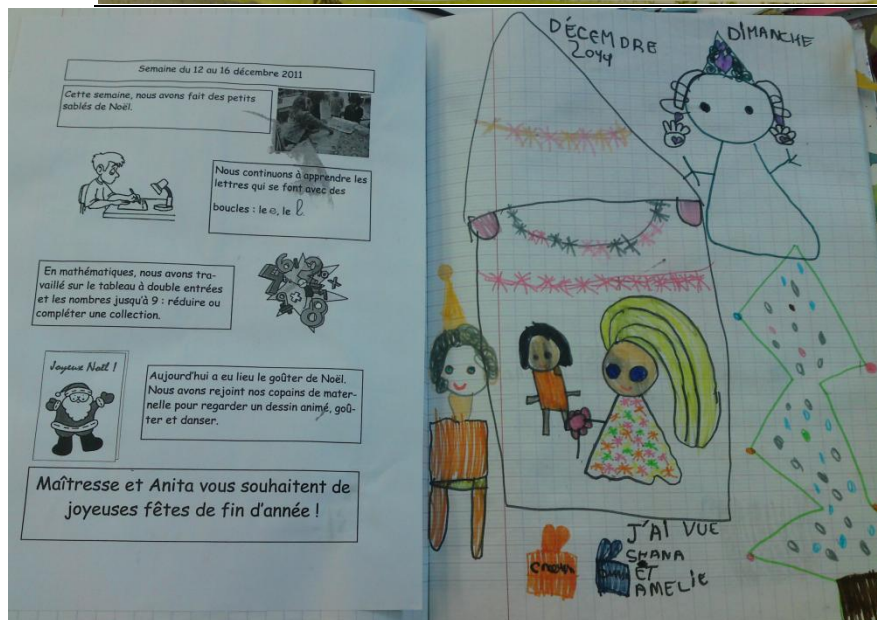 Semaine du 12 au 16 décembre 2011
Cette semaine, nous avons fait des petits
sablés de Noël.
Nous continuons à apprendre les
lettres qui se font avec des
boucles : le e, le l.
En mathématiques, nous avons tra-
vaillé sur le tableau à double entrées
et les nombres jusqu'à 9 : réduire ou
compléter une collection.
Joyeux Noël !
Aujourd'hui a eu lieu le goûter de Noël.
Nous avons rejoint nos copains de mater-
nelle pour regarder un dessin animé, goû-
ter et danser.
Maîtresse et Anita vous souhaitent de
joyeuses fêtes de fin d'année !
DÉCEMDRE
DIMANCHE
J'AI VUE
SHANA
ET
AMELIE